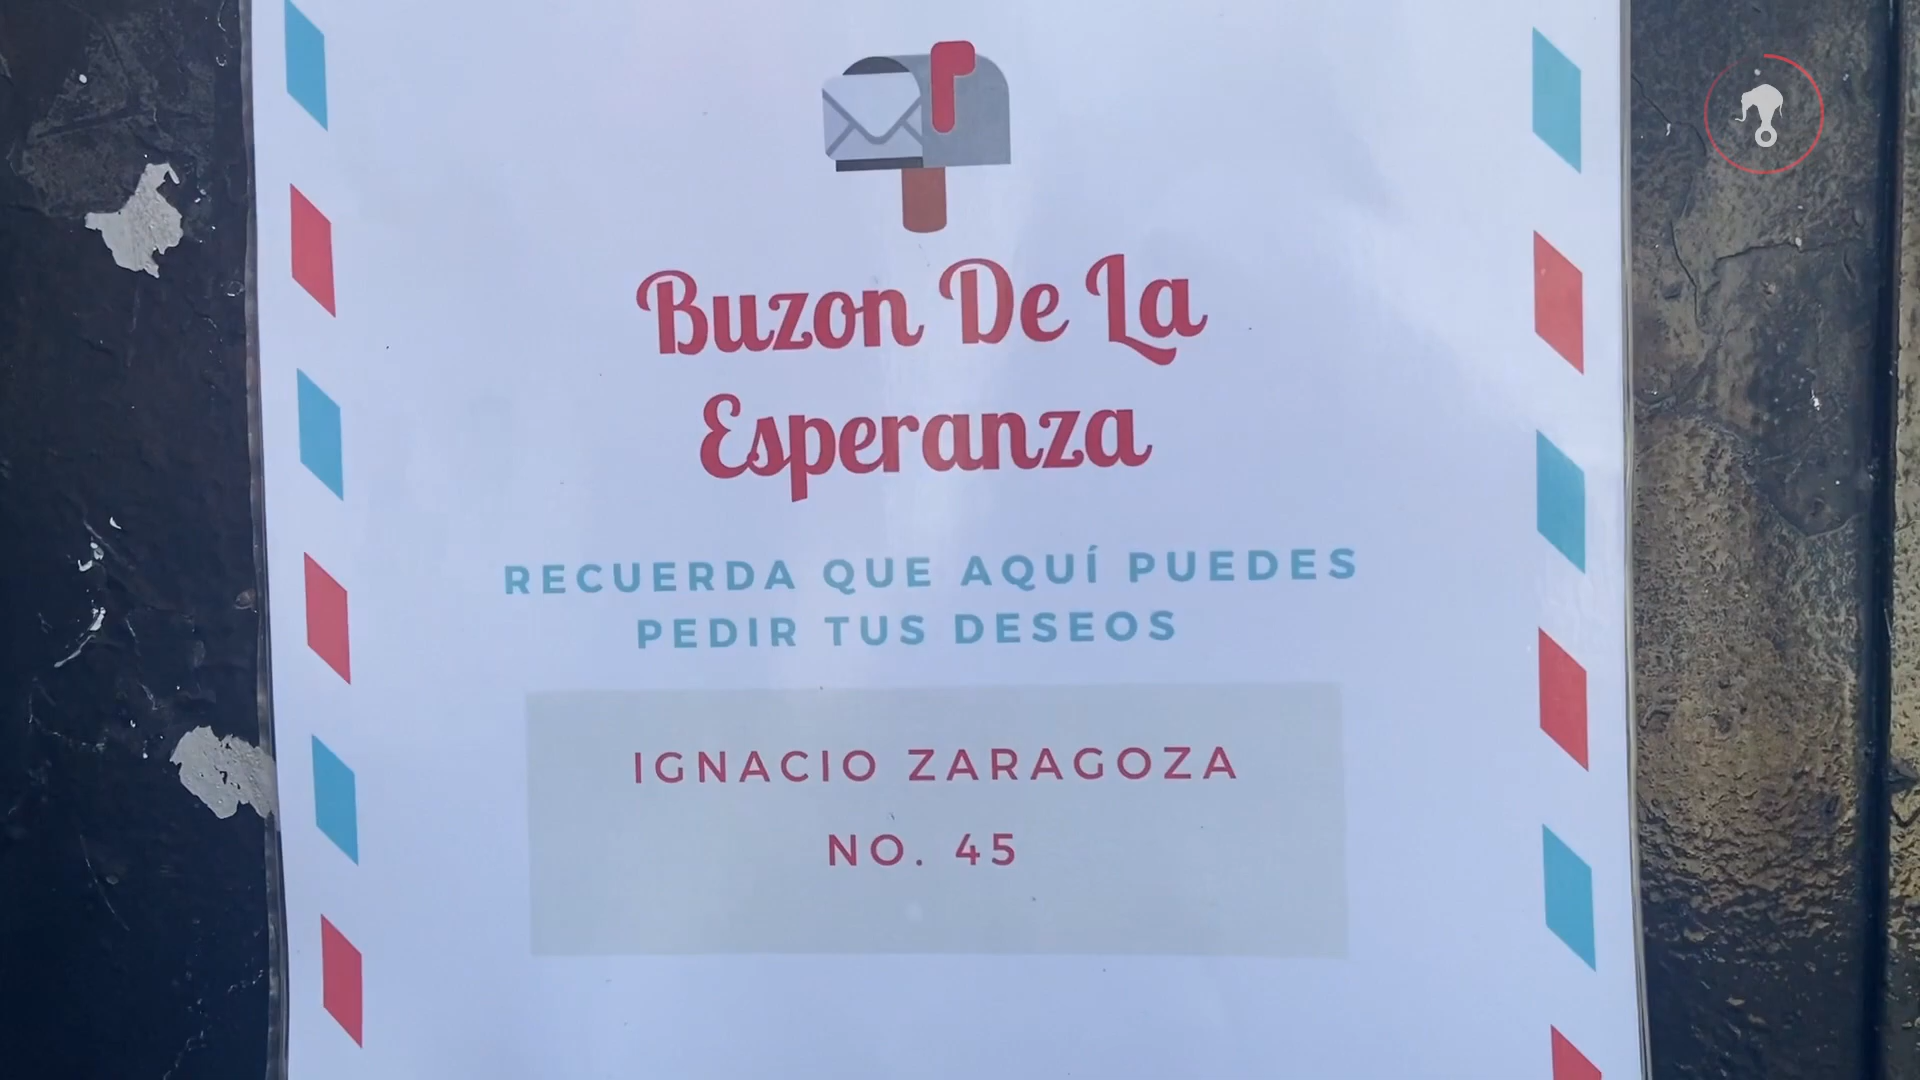 Buzon De La
Esperanza
RECUERDA QUE AQUÍ PUEDES
PEDIR TUS DESEOS
IGNACIO ZARAGOZA
NO. 45